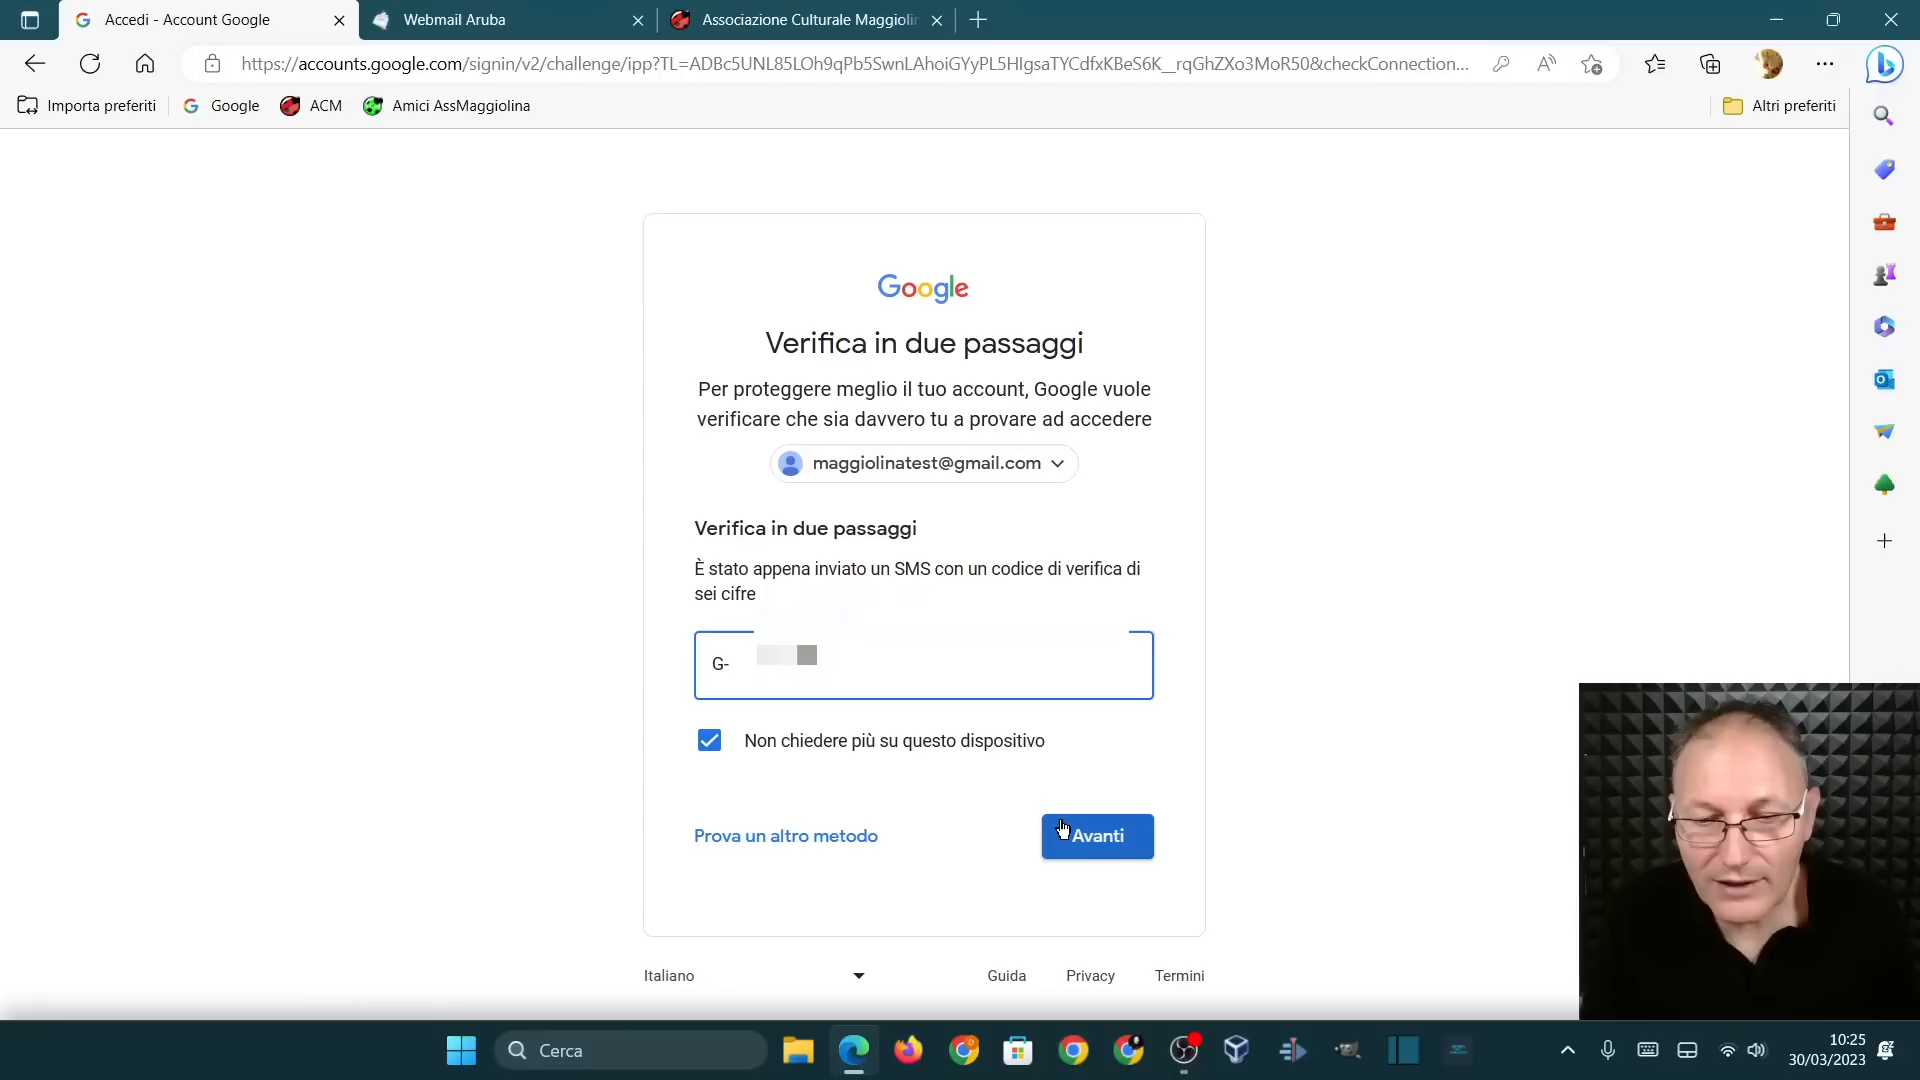 Accedi - Account Google
Webmail Aruba
Associazione Culturale Maggiolin
https://accounts.google.com/signin/v2/challenge/ipp?TL=ADBc5UNL85LOh9qPb5SwnLAhoiGYyPL5HIgsaTYCdfxKBeS6K__rqGhZXo3MoR50&checkConnection...
Importa preferiti
Google
ACM
Amici AssMaggiolina
Altri preferiti
Google
Verifica in due passaggi
Per proteggere meglio il tuo account, Google vuole
verificare che sia davvero tu a provare ad accedere
maggiolinatest@gmail.com
Verifica in due passaggi
È stato appena inviato un SMS con un codice di verifica di
sei cifre
G-
Non chiedere più su questo dispositivo
Prova un altro metodo
Avanti
Italiano
Guida
Privacy
Termini
Cerca
10:25
30/03/2023